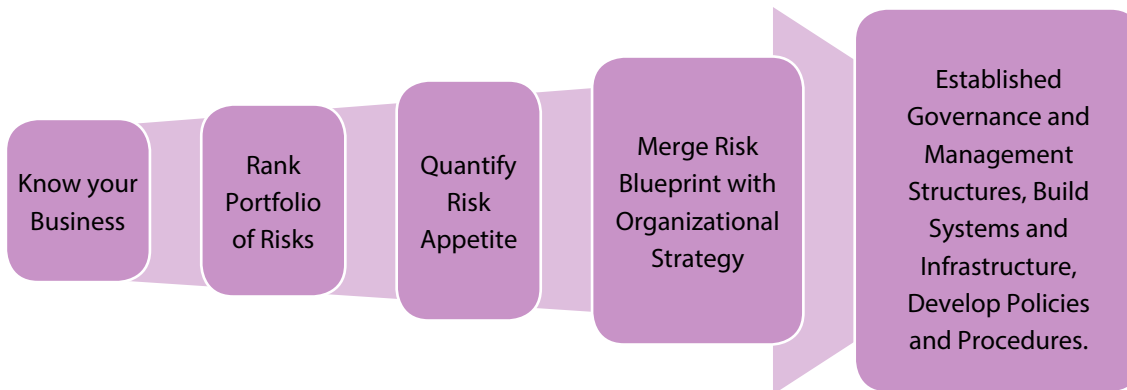 Know your
Business
Rank
Portfolio
of Risks
Quantify
Risk
Appetite
Merge Risk
Blueprint with
Organizational
Strategy
Established
Governance and
Management
Structures, Build
Systems and
Infrastructure,
Develop Policies
and Procedures.